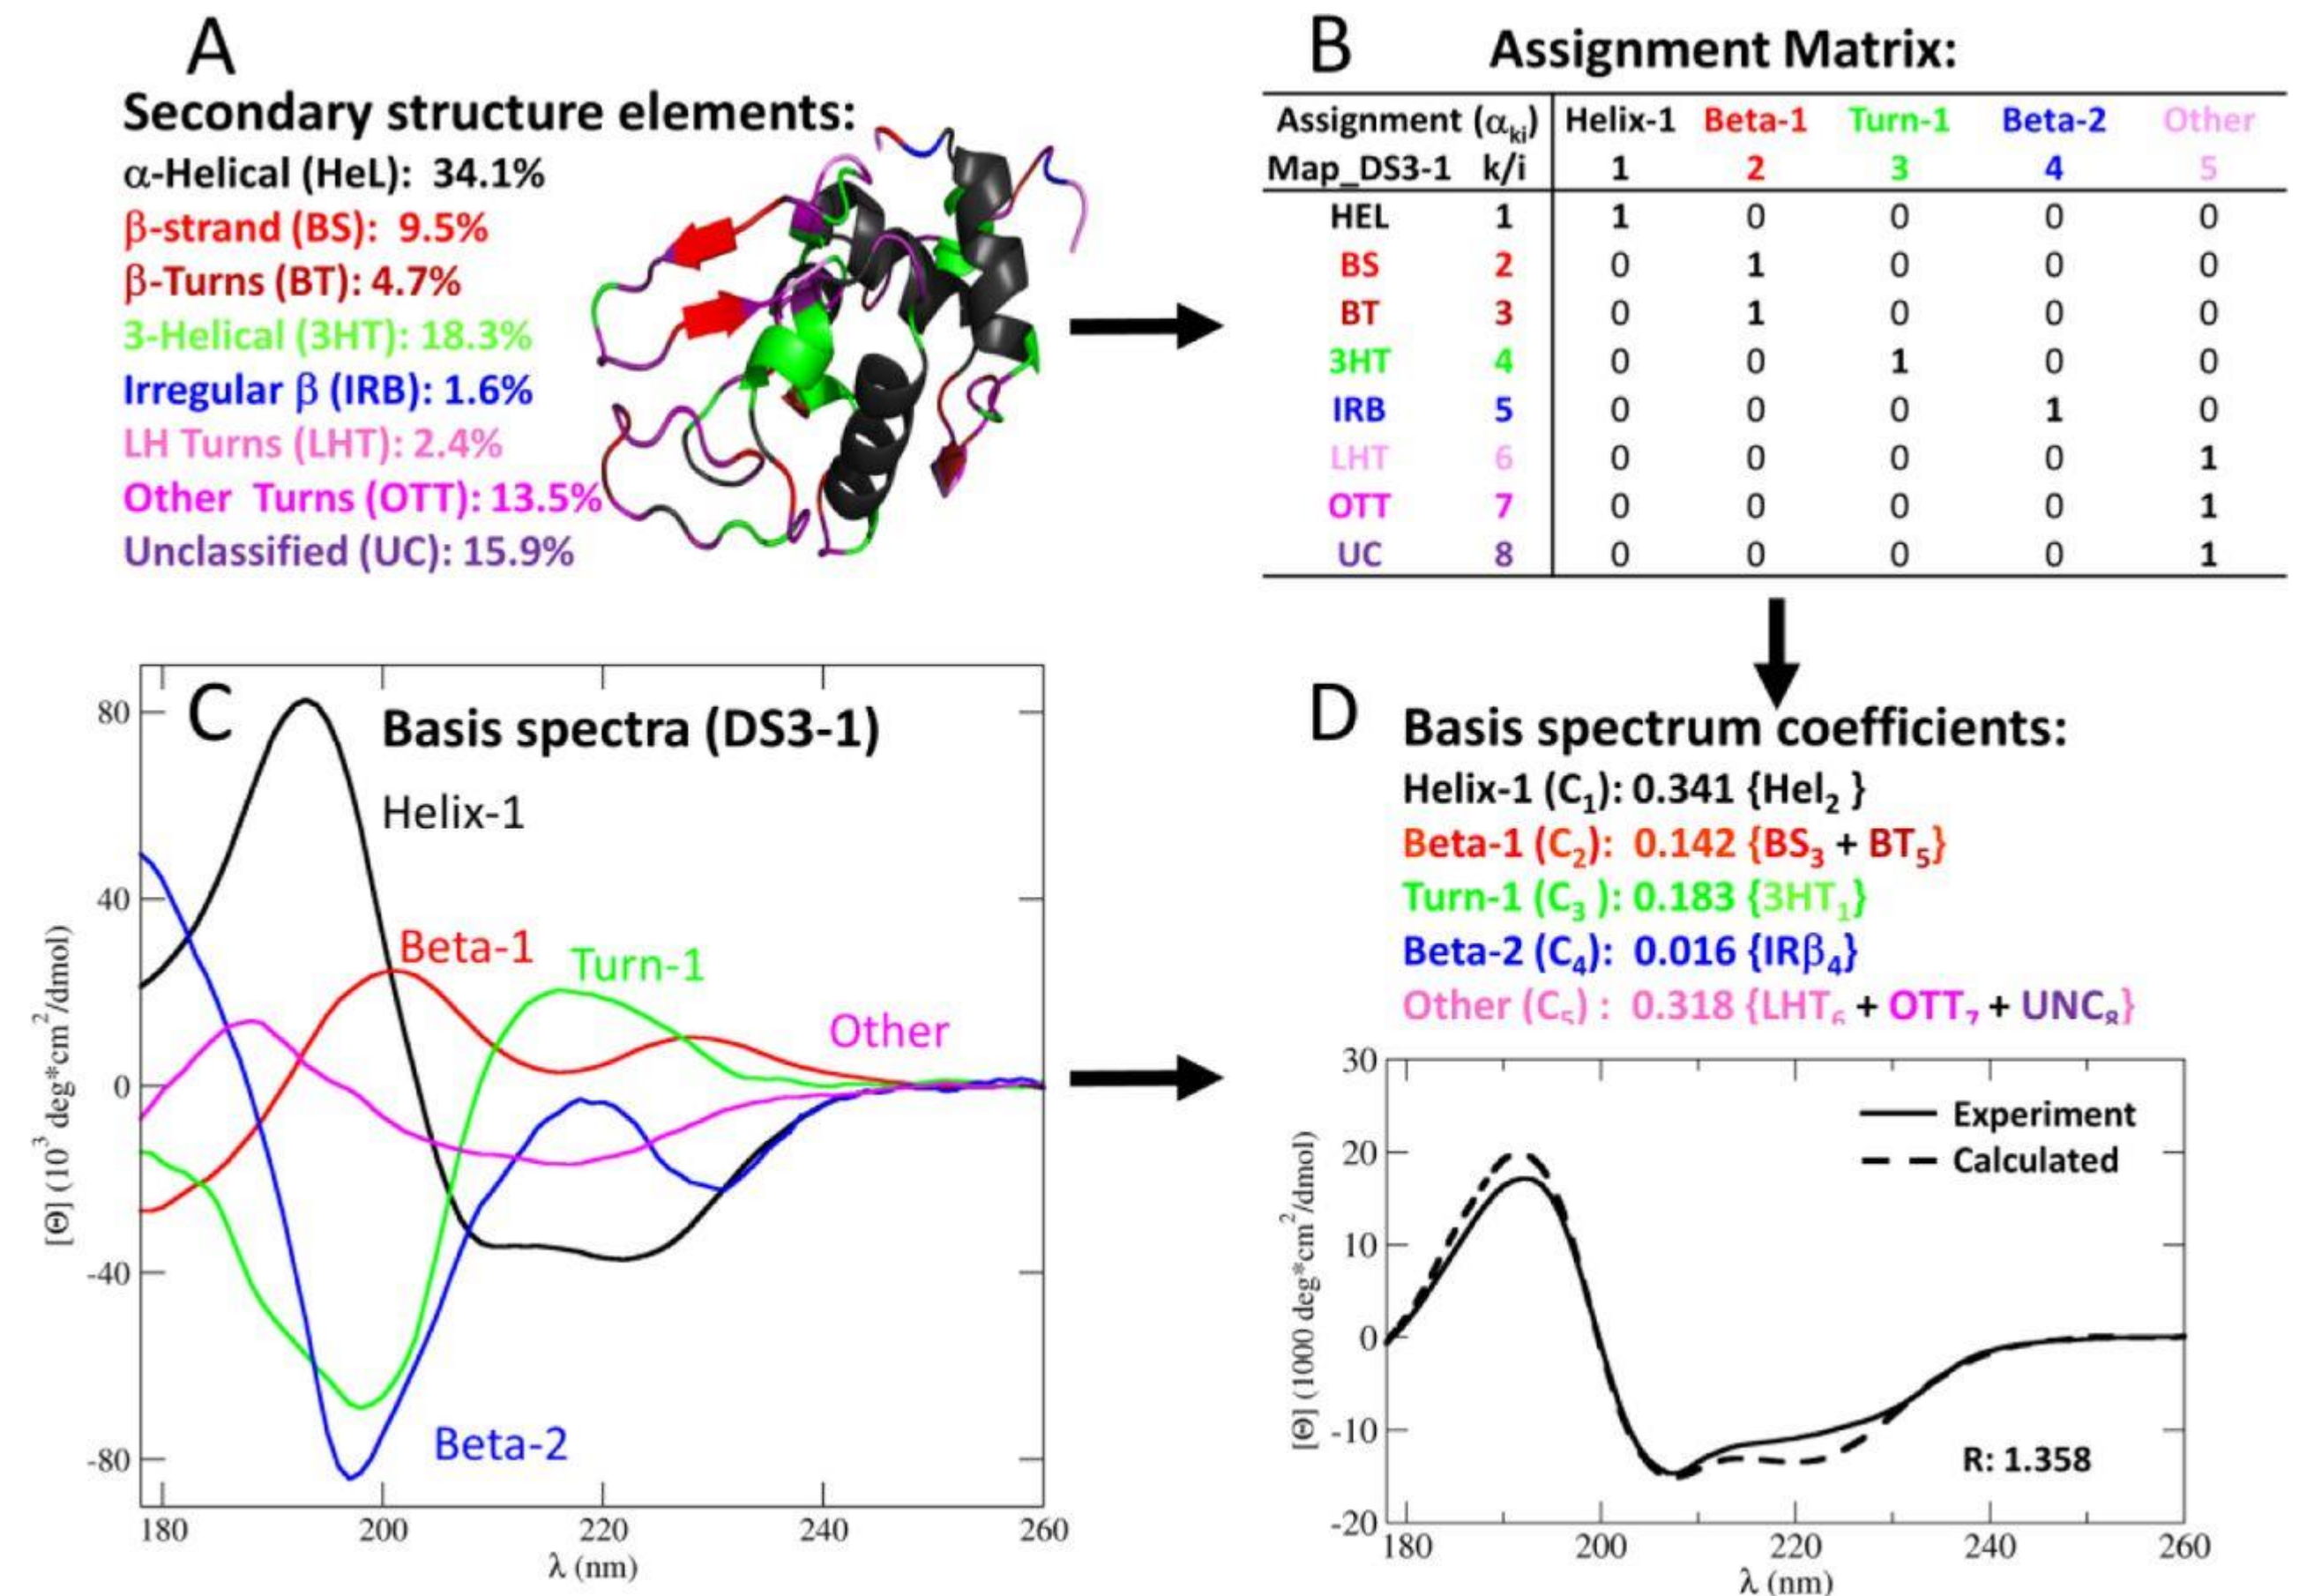 A
Secondary structure elements:
α-Helical (HeL): 34.1%
β-strand (BS): 9.5%
β-Turns (BT): 4.7%
3-Helical (3HT): 18.3%
Irregular β (IRB): 1.6%
LH Turns (LHT): 2.4%
Other Turns (OTT): 13.5%
Unclassified (UC): 15.9%
B
Assignment Matrix:
Assignment (αki) Helix-1 Beta-1 Turn-1 Beta-2 Other
Map_DS3-1 k/i 1 2 3 4 5
HEL 1 1 0 0 0 0
BS 2 0 1 0 0 0
BT 3 0 1 0 0 0
3HT 4 0 0 1 0 0
IRB 5 0 0 0 1 0
LHT 6 0 0 0 0 1
OTT 7 0 0 0 0 1
UC 8 0 0 0 0 1
C
Basis spectra (DS3-1)
Helix-1
Beta-1
Turn-1
Other
Beta-2
80
40
0
-40
-80
[Θ] (10³ deg*cm²/dmol)
180 200 220 240 260
λ (nm)
D
Basis spectrum coefficients:
Helix-1 (C₁): 0.341 {Hel₂ }
Beta-1 (C₂): 0.142 {BS₃ + BT₅}
Turn-1 (C₃ ): 0.183 {3HT₁}
Beta-2 (C₄): 0.016 {IRβ₄}
Other (C₅) : 0.318 {LHT₆ + OTT₇ + UNC₈}
30
20
10
0
-10
-20
[Θ] (1000 deg*cm²/dmol)
Experiment
Calculated
R: 1.358
180 200 220 240 260
λ (nm)